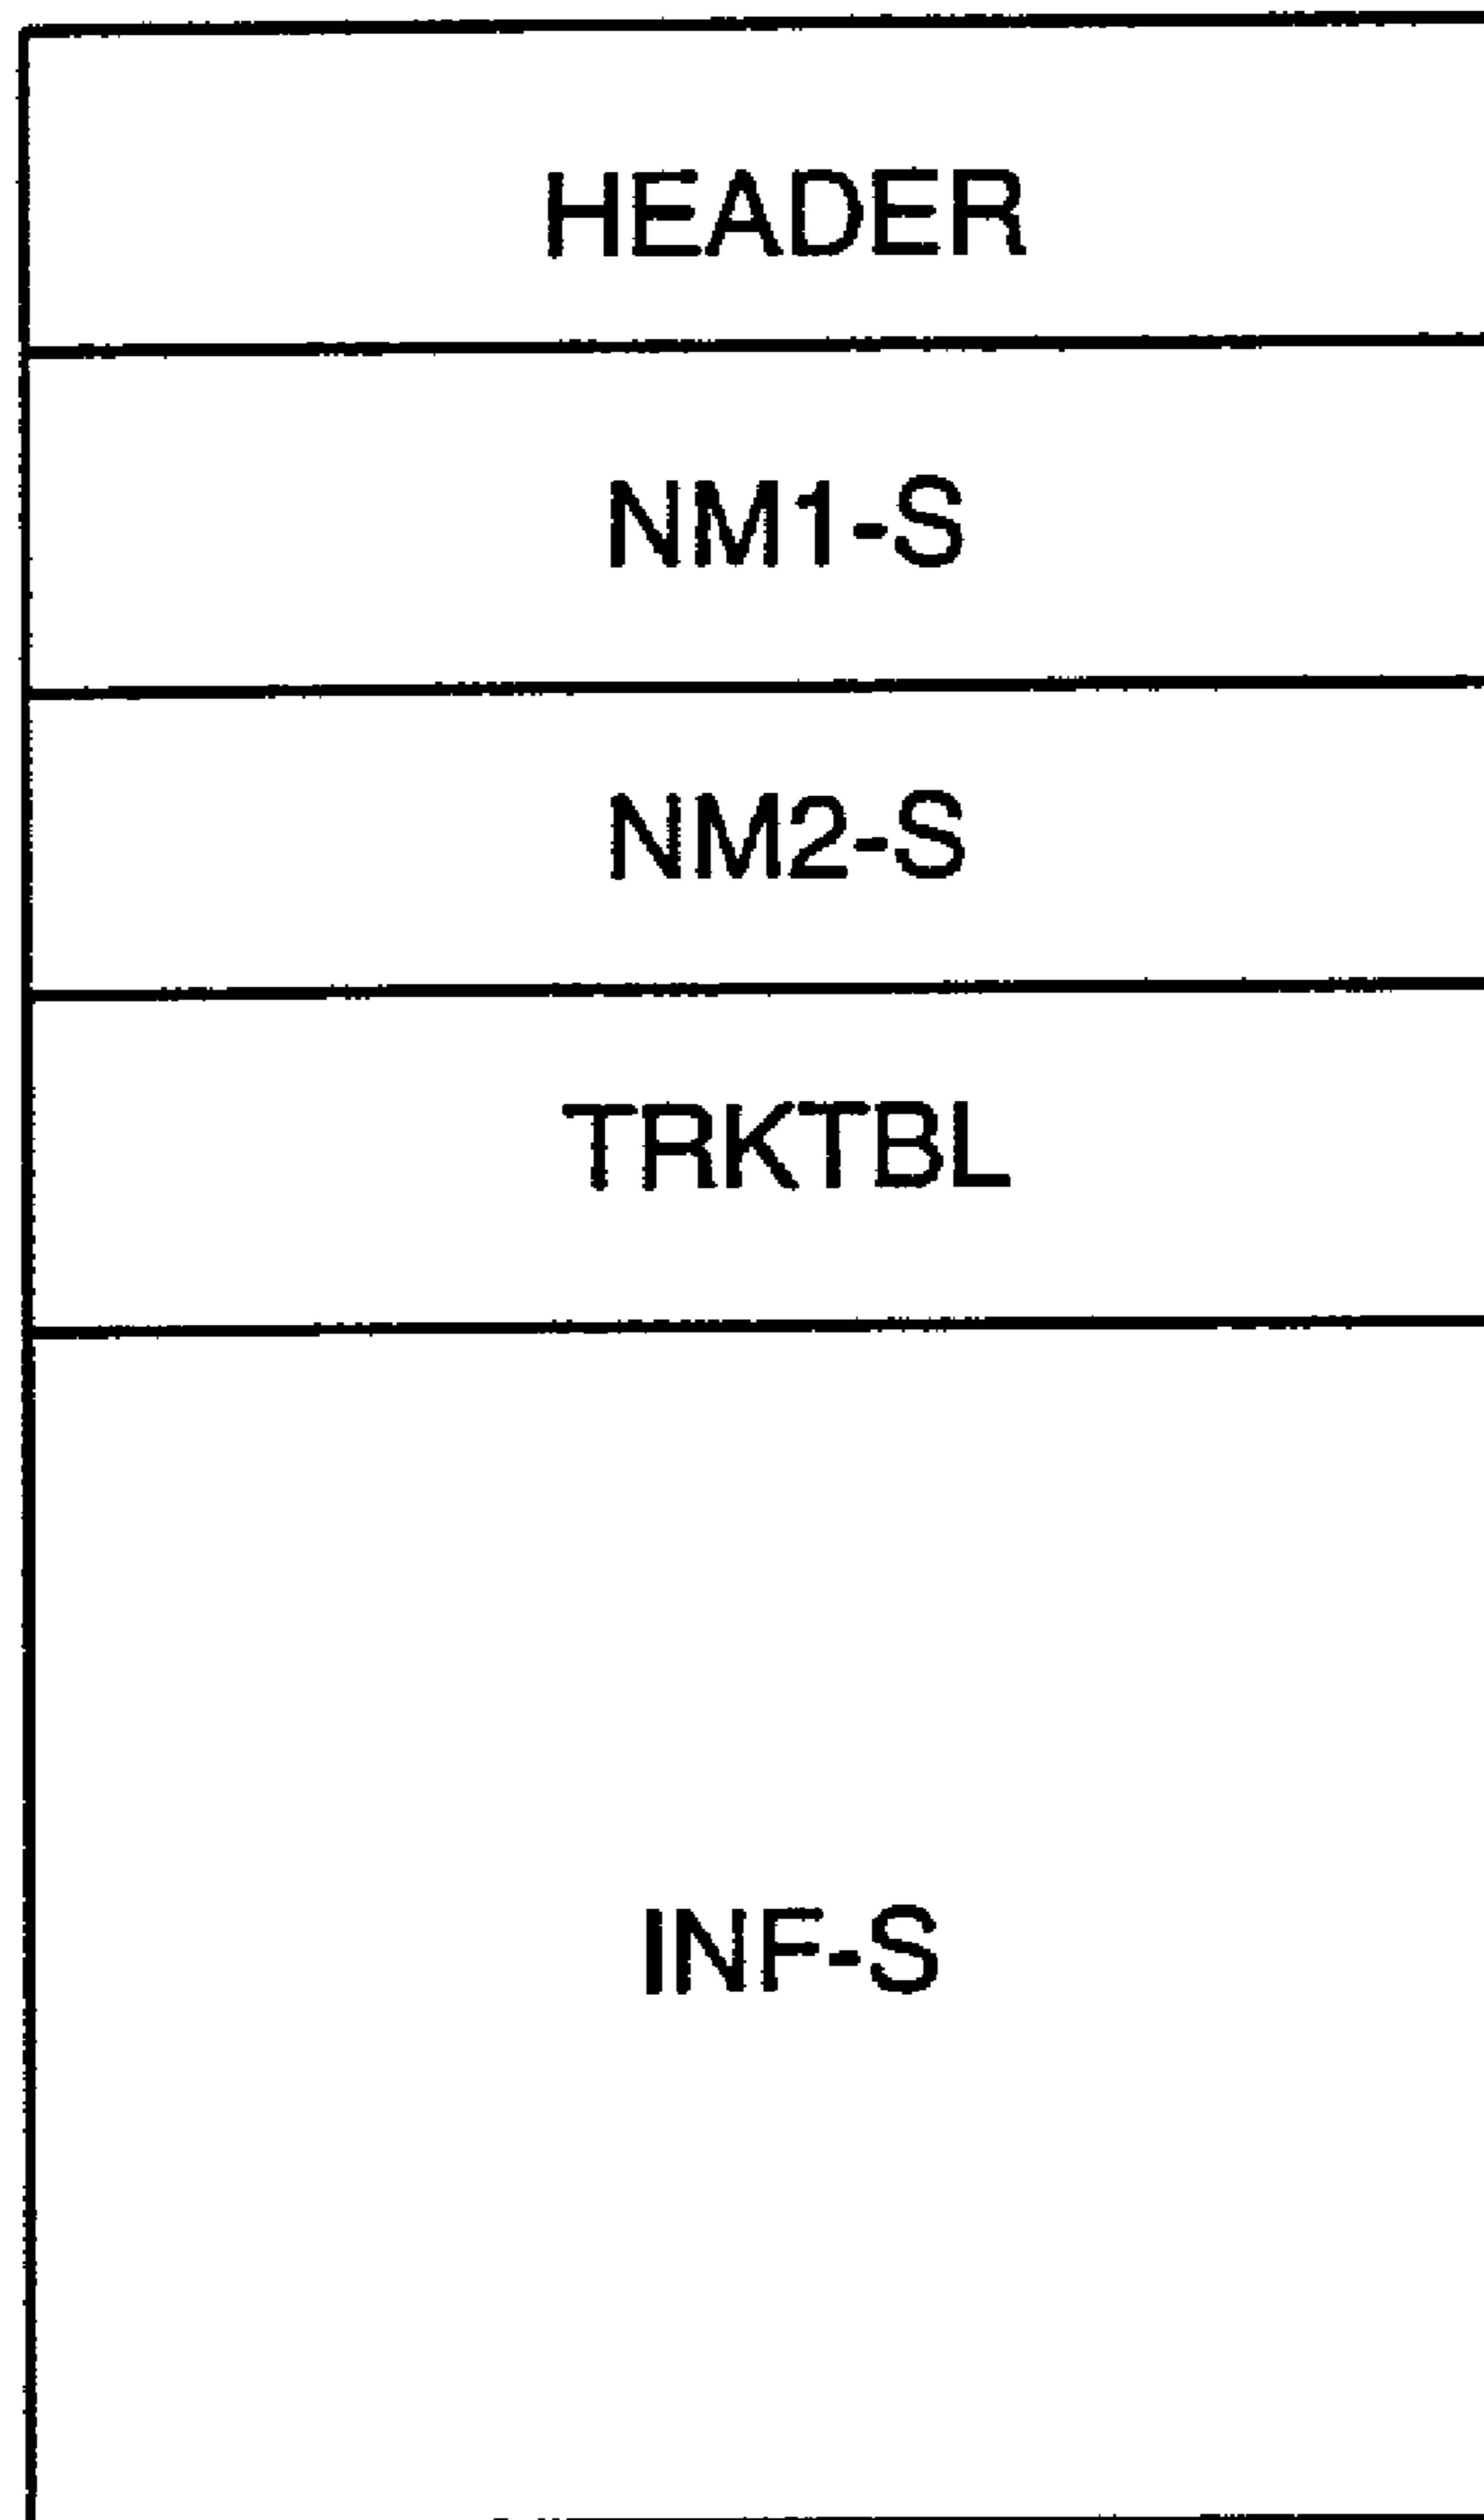 HEADER
NM1-S
NM2-S
TRKTBL
INF-S